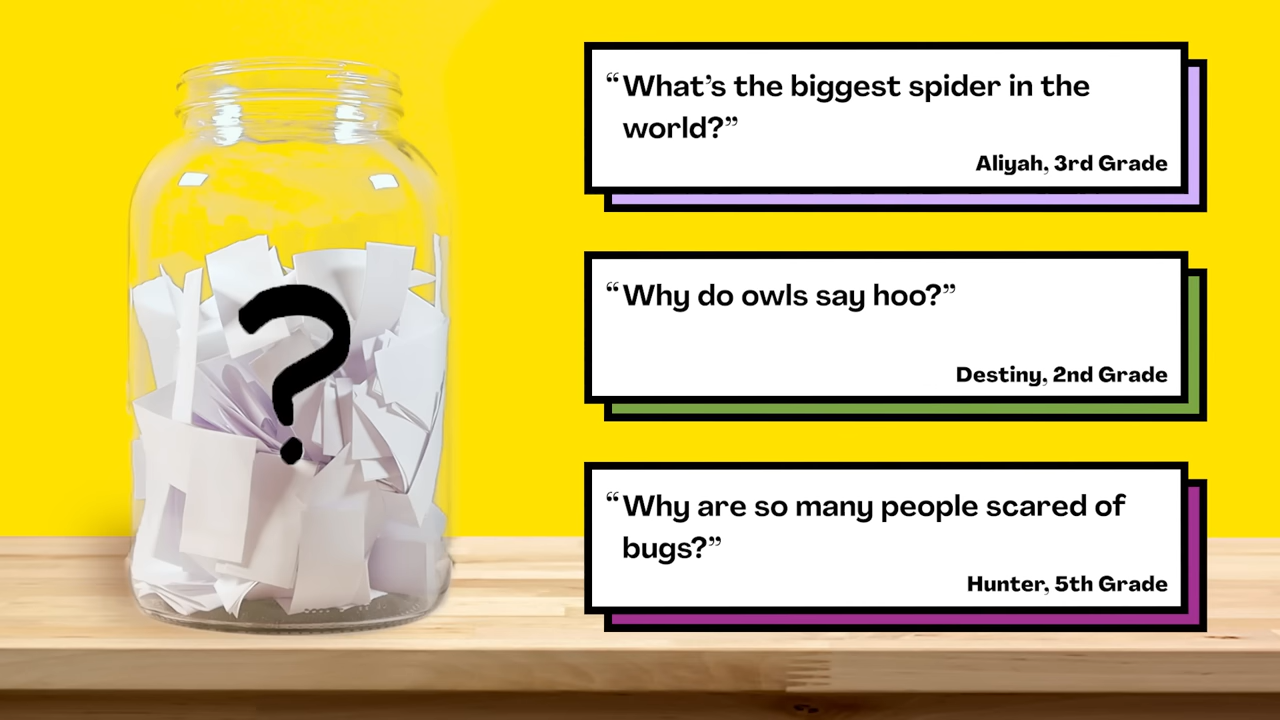 ?
“What’s the biggest spider in the
world?”
Aliyah, 3rd Grade
“Why do owls say hoo?”
Destiny, 2nd Grade
“Why are so many people scared of
bugs?”
Hunter, 5th Grade